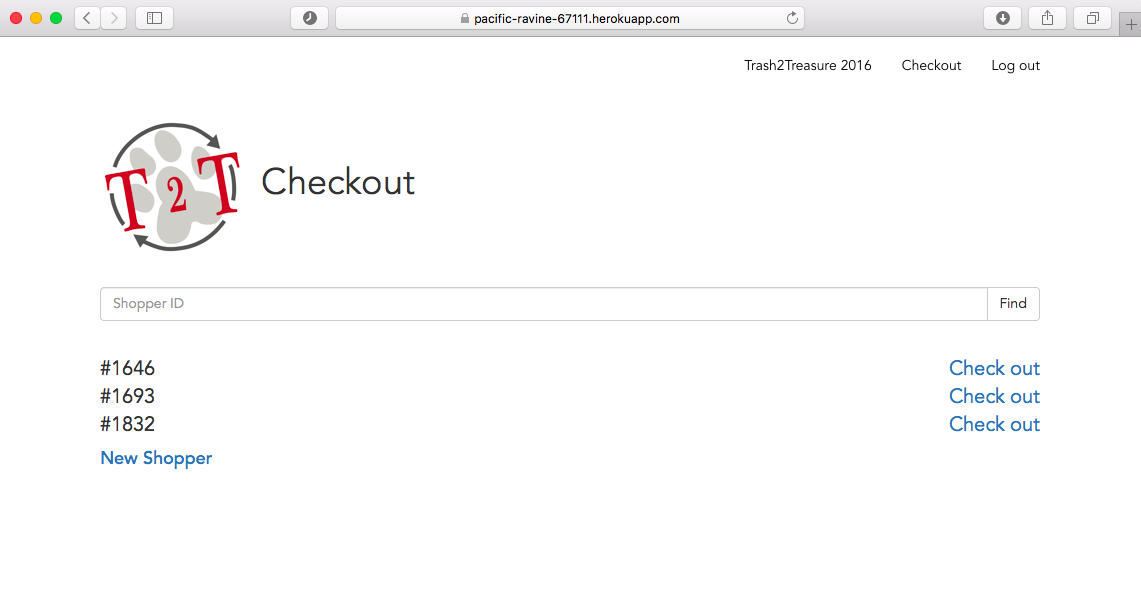 pacific-ravine-67111.herokuapp.com
Trash2Treasure 2016 Checkout Log out
T2T Checkout
Shopper ID Find
#1646 Check out
#1693 Check out
#1832 Check out
New Shopper